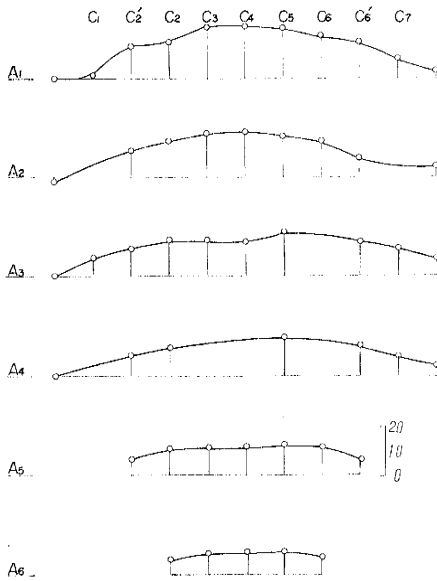 C₁ C₂′ C₂ C₃ C₄ C₅ C₆ C₆′ C₇
A₁
A₂
A₃
A₄
20
10
A₅ 0
A₆